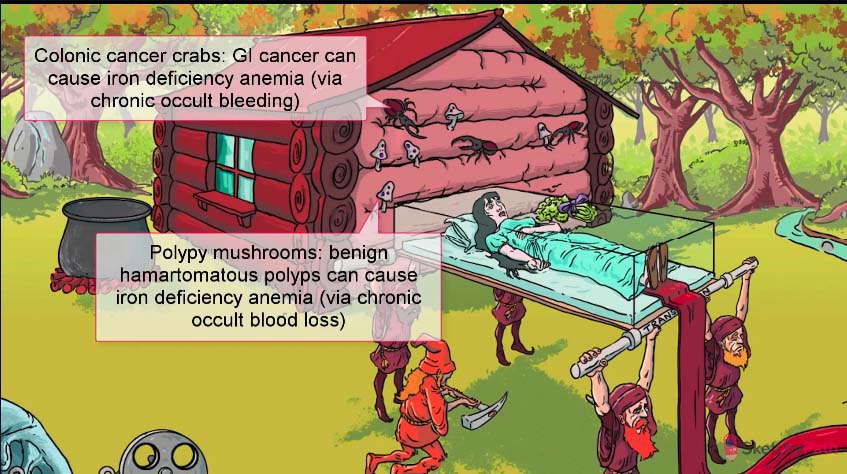 Colonic cancer crabs: GI cancer can
cause iron deficiency anemia (via
chronic occult bleeding)
Polypy mushrooms: benign
hamartomatous polyps can cause
iron deficiency anemia (via chronic
occult blood loss)